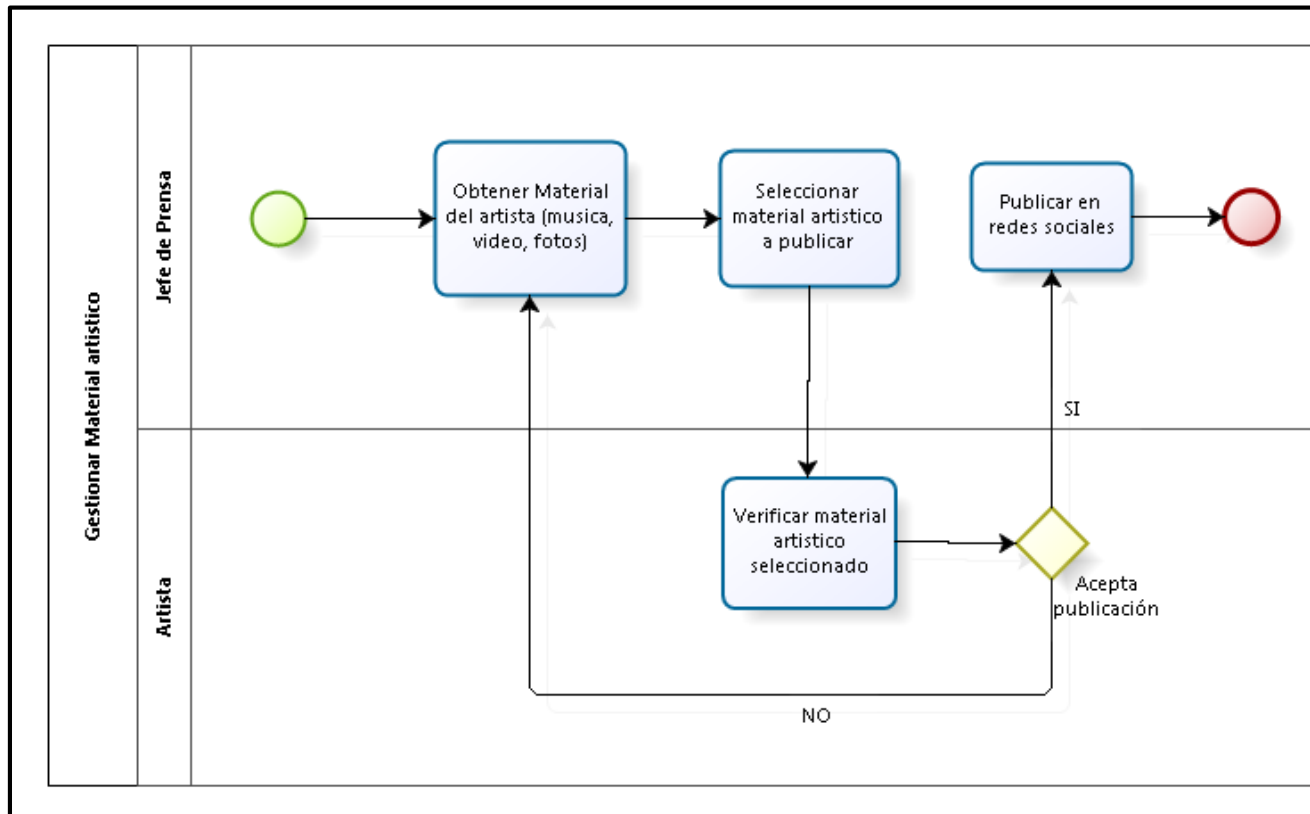 Gestionar Material artistico
Jefe de Prensa
Obtener Material
del artista (musica,
video, fotos)
Seleccionar
material artistico
a publicar
Publicar en
redes sociales
SI
Artista
Verificar material
artistico
seleccionado
Acepta
publicación
NO